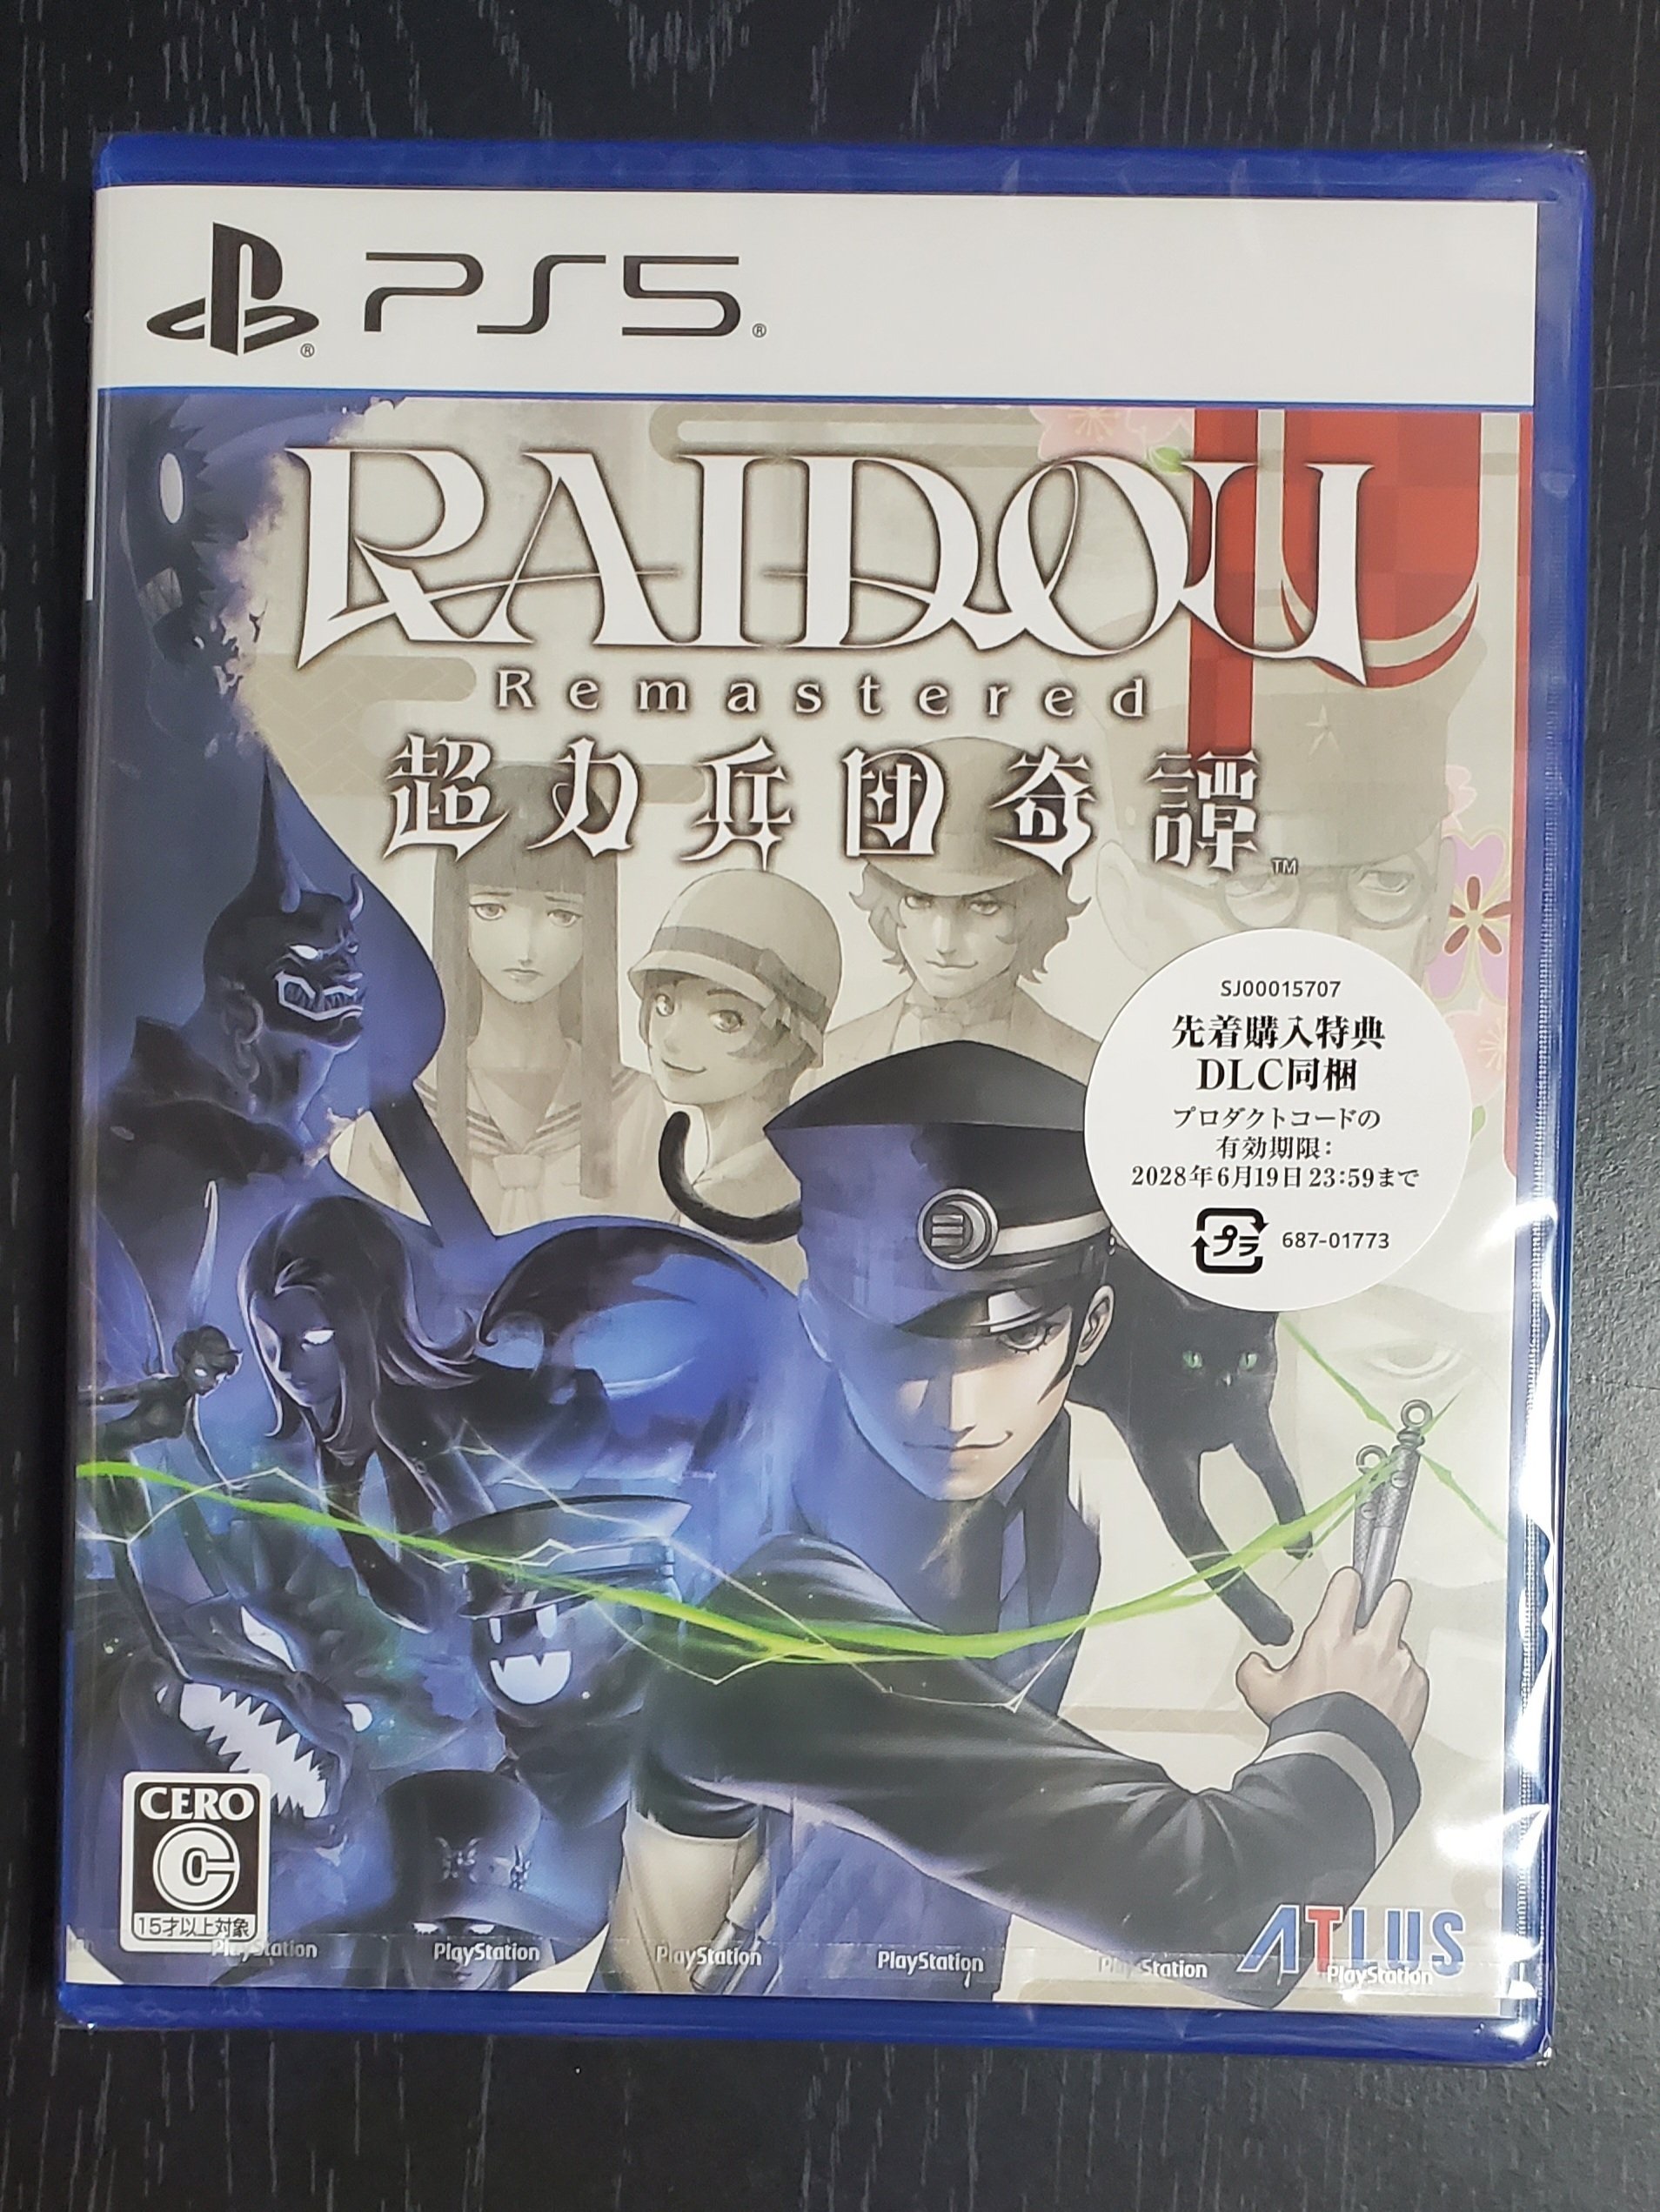 PS5®
RAIDOU
Remastered
超力兵団奇譚™
SJ00015707
先着購入特典
DLC同梱
プロダクトコードの
有効期限：
2028年6月19日 23:59まで
プラ 687-01773
CERO
C
15才以上対象
ATLUS
PlayStation PlayStation PlayStation PlayStation PlayStation PlayStation